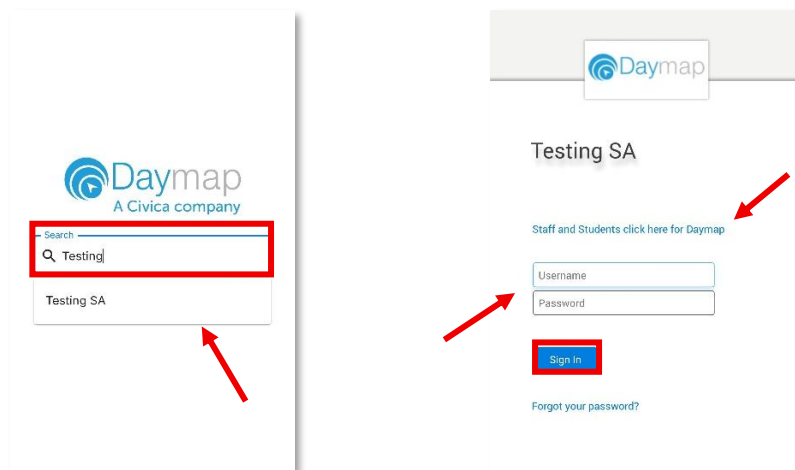 Daymap
A Civica company
Search
Testing
Testing SA
Daymap
Testing SA
Staff and Students click here for Daymap
Username
Password
Sign In
Forgot your password?